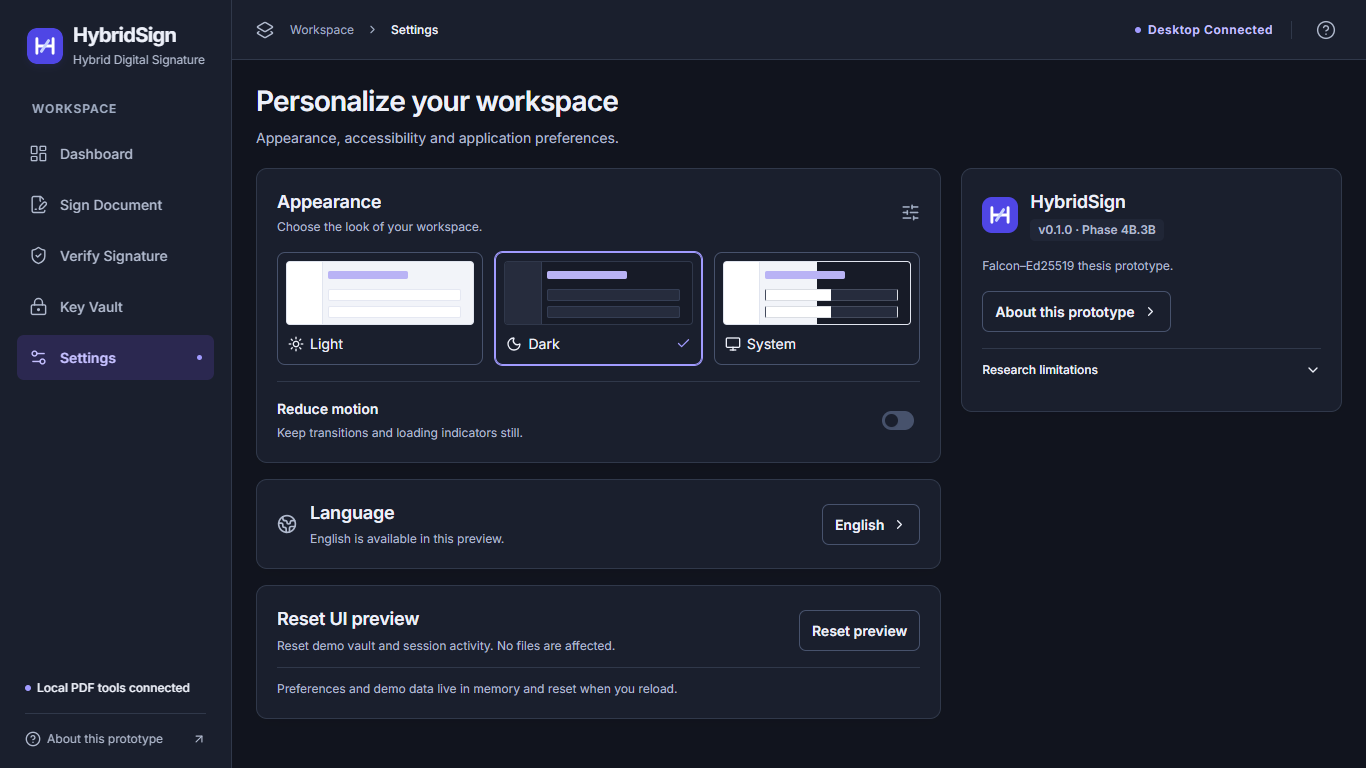 HybridSign
Hybrid Digital Signature
WORKSPACE
Dashboard
Sign Document
Verify Signature
Key Vault
Settings
Local PDF tools connected
About this prototype
Workspace
Settings
Desktop Connected
Personalize your workspace
Appearance, accessibility and application preferences.
Appearance
Choose the look of your workspace.
Light
Dark
System
Reduce motion
Keep transitions and loading indicators still.
Language
English is available in this preview.
English
Reset UI preview
Reset demo vault and session activity. No files are affected.
Reset preview
Preferences and demo data live in memory and reset when you reload.
HybridSign
v0.1.0 · Phase 4B.3B
Falcon–Ed25519 thesis prototype.
About this prototype
Research limitations